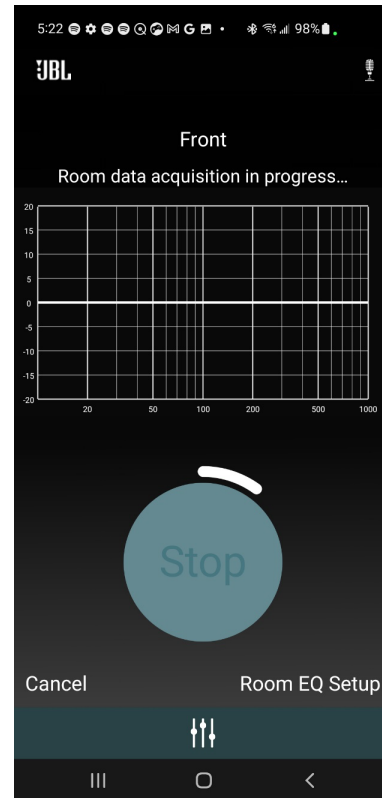 5:22 98%
JBL
Front
Room data acquisition in progress...
20
15
10
5
0
-5
-10
-15
-20
20 50 100 200 500 1000
Stop
Cancel Room EQ Setup